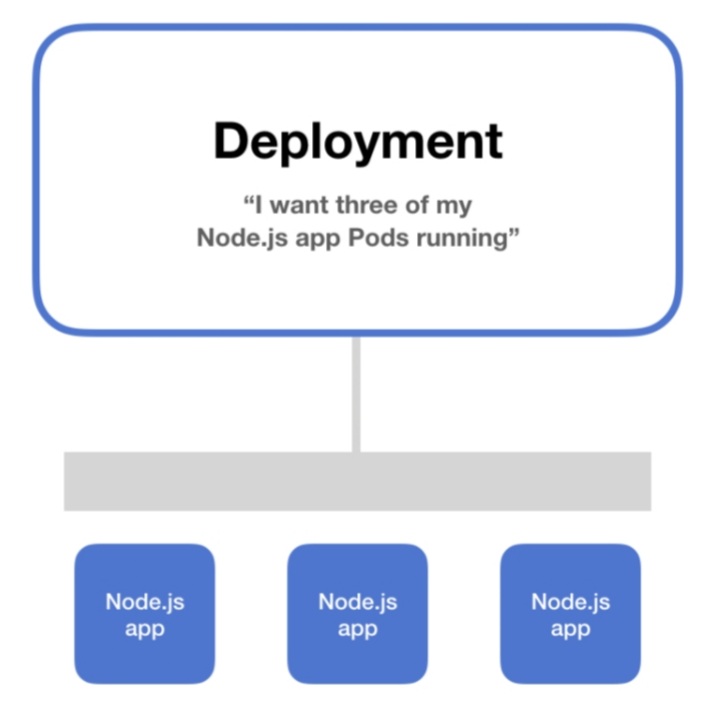 Deployment
“I want three of my
Node.js app Pods running”
Node.js
app
Node.js
app
Node.js
app